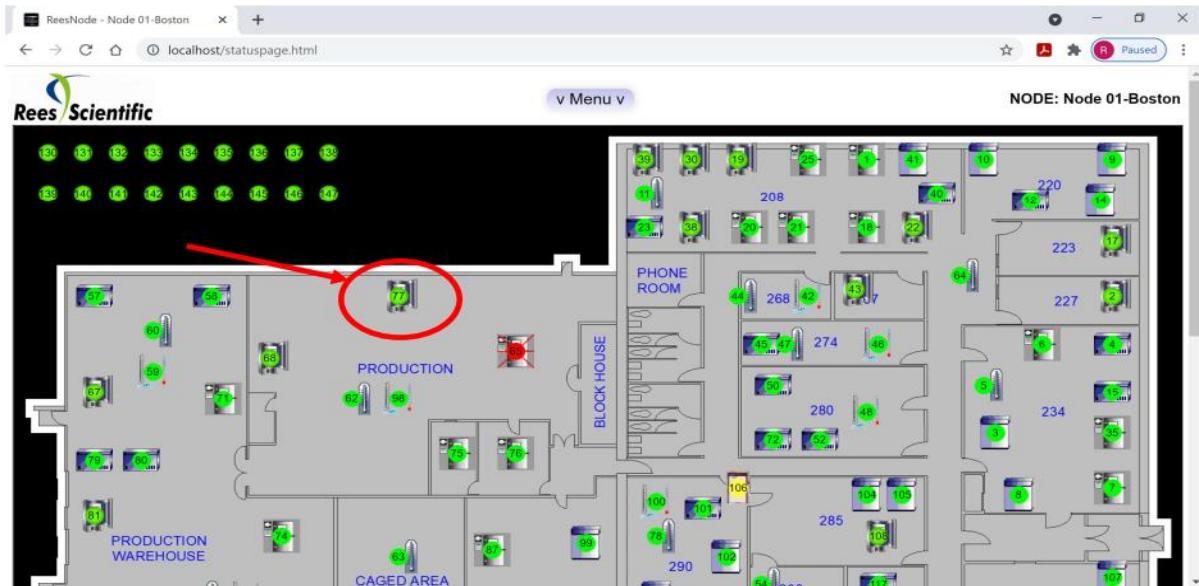 ReesNode - Node 01-Boston
localhost/statuspage.html
R Paused
Rees Scientific
v Menu v
NODE: Node 01-Boston
130 131 132 133 134 135 136 137 138
139 140 141 142 143 144 145 146 147
39 30 19 25 1 41 10 9
11 208 40 220 12 14
23 38 20 21 18 22 223 17
PHONE
ROOM
64
44 268 42 43 227 2
57 58 77
60
68 65 45 47 274 46 6 4
59 PRODUCTION
BLOCK HOUSE
67 71 62 98 50 280 48 5 234 15
72 52 3 35
79 80 75 76
106 8 7
81 100 101 104 105
74 285
PRODUCTION
WAREHOUSE
87 99 78 108
63 102
CAGED AREA
290 54 117 107